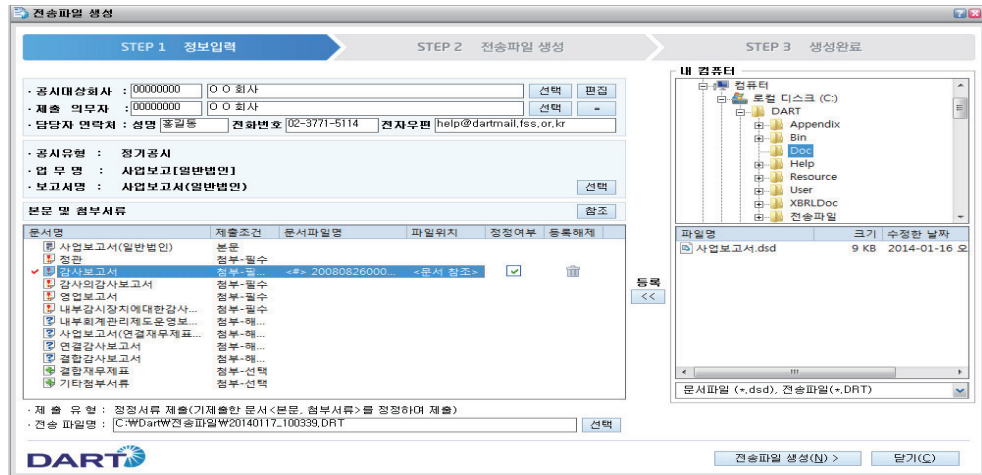 전송파일 생성
STEP 1 정보입력
STEP 2 전송파일 생성
STEP 3 생성완료
· 공시대상회사 : 00000000 ㅇㅇ회사 선택 편집
· 제출 의무자 : 00000000 ㅇㅇ회사 선택 -
· 담당자 연락처 : 성명 홍길동 전화번호 02-3771-5114 전자우편 help@dartmail,fss,or,kr
· 공시유형 : 정기공시
· 업 무 명 : 사업보고[일반법인]
· 보고서명 : 사업보고서(일반법인) 선택
본문 및 첨부서류 참조
문서명 제출조건 문서파일명 파일위치 정정여부 등록해제
사업보고서(일반법인) 본문
정관 첨부-필수
감사보고서 첨부-필... <#> 20080826000... <문서 참조>
감사의감사보고서 첨부-필수
영업보고서 첨부-필수
내부감시장치에대한감사... 첨부-필수
내부회계관리제도운영보... 첨부-해...
사업보고서(연결재무제표... 첨부-해...
연결감사보고서 첨부-해...
결합감사보고서 첨부-해...
결합재무제표 첨부-선택
기타첨부서류 첨부-선택
· 제 출 유 형 : 정정서류 제출(기제출한 문서<본문, 첨부서류>를 정정하며 제출)
· 전송 파일명 : C:₩Dart₩전송파일₩20140117_100339,DRT 선택
등록
<<
내 컴퓨터
컴퓨터
로컬 디스크 (C:)
DART
Appendix
Bin
Doc
Help
Resource
User
XBRLDoc
전송파일
파일명 크기 수정한 날짜
사업보고서.dsd 9 KB 2014-01-16 오
문서파일 (*,dsd), 전송파일(*,DRT)
DART
전송파일 생성(N) > 닫기(C)